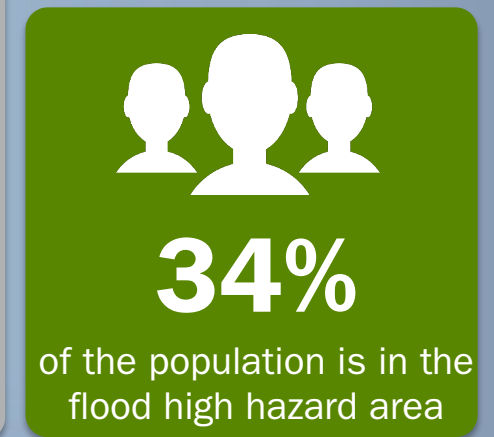 34%
of the population is in the
flood high hazard area